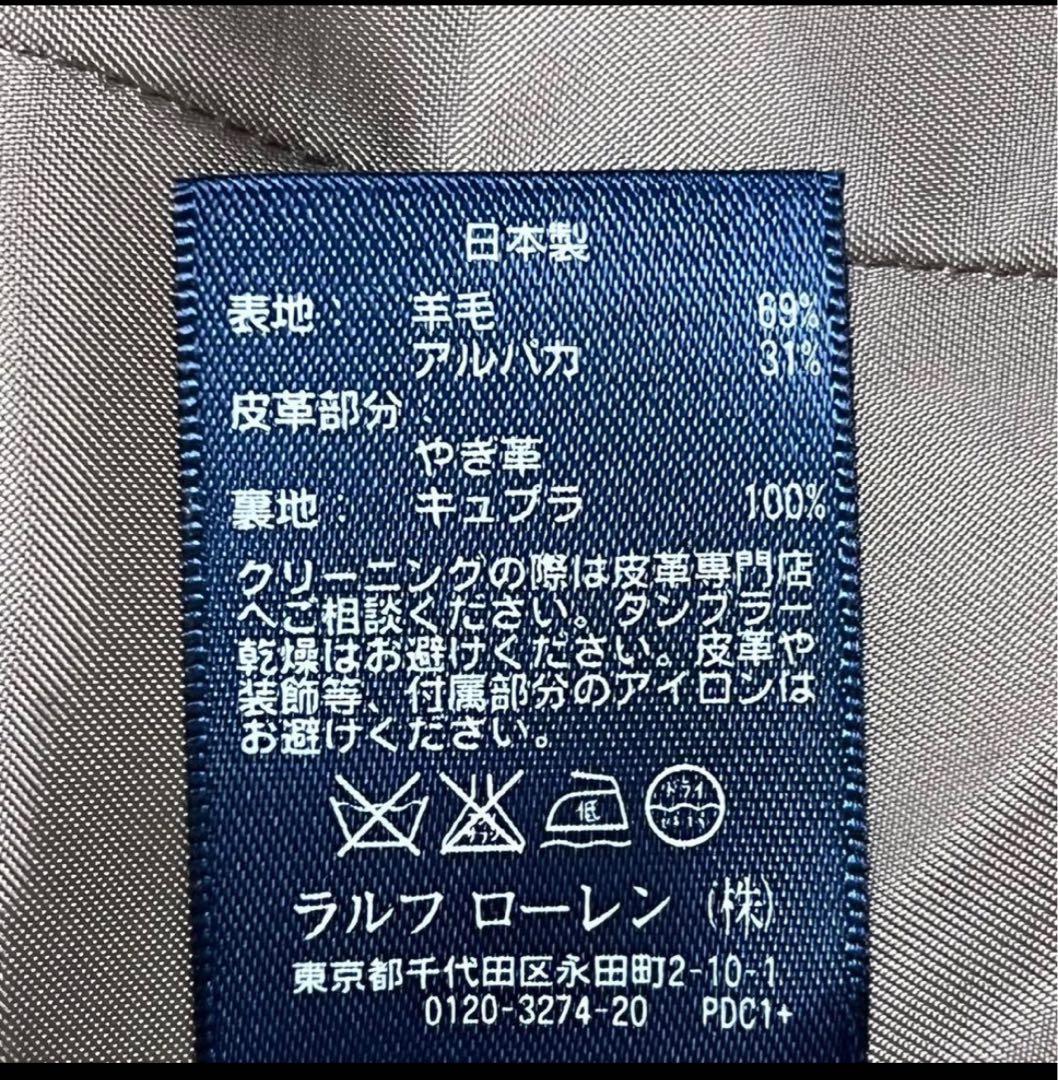 日本製
表地： 羊毛 69%
アルパカ 31%
皮革部分：
やぎ革
裏地： キュプラ 100%
クリーニングの際は皮革専門店
へご相談ください。タンブラー
乾燥はお避けください。皮革や
装飾等、付属部分のアイロンは
お避けください。
低 ドライ
ラルフ ローレン（株）
東京都千代田区永田町2-10-1
0120-3274-20 PDC1+